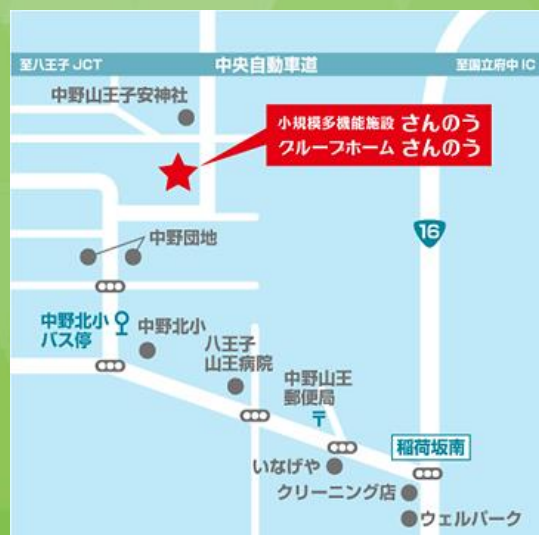 至八王子JCT
中央自動車道
至国立府中IC
中野山王子安神社
小規模多機能施設 さんのう
グループホーム さんのう
16
中野団地
中野北小
バス停
中野北小
八王子
山王病院
中野山王
郵便局
〒
稲荷坂南
いなげや
クリーニング店
ウェルパーク